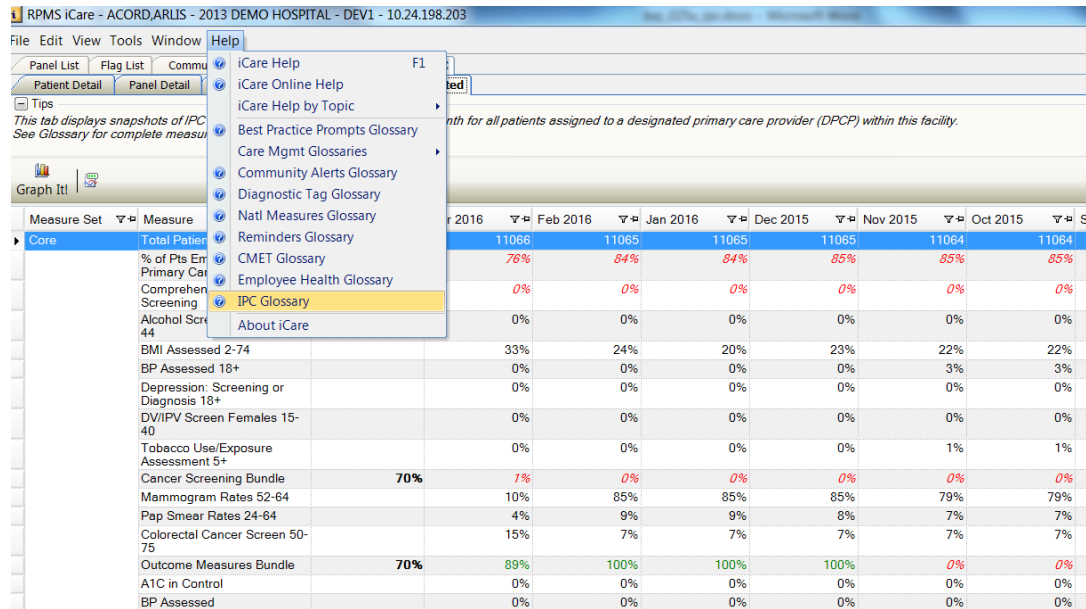 RPMS iCare - ACORD,ARLIS - 2013 DEMO HOSPITAL - DEV1 - 10.24.198.203
File Edit View Tools Window Help
Panel List Flag List Commu
Patient Detail Panel Detail ted
Tips
This tab displays snapshots of IPC nth for all patients assigned to a designated primary care provider (DPCP) within this facility.
See Glossary for complete measur
Graph It!
iCare Help F1
iCare Online Help
iCare Help by Topic
Best Practice Prompts Glossary
Care Mgmt Glossaries
Community Alerts Glossary
Diagnostic Tag Glossary
Natl Measures Glossary
Reminders Glossary
CMET Glossary
Employee Health Glossary
IPC Glossary
About iCare
Measure Set Measure r 2016 Feb 2016 Jan 2016 Dec 2015 Nov 2015 Oct 2015 S
Core Total Patien 11066 11065 11065 11065 11064 11064
% of Pts Em 76% 84% 84% 85% 85% 85%
Primary Car
Comprehen 0% 0% 0% 0% 0% 0%
Screening
Alcohol Scre 0% 0% 0% 0% 0% 0%
44
BMI Assessed 2-74 33% 24% 20% 23% 22% 22%
BP Assessed 18+ 0% 0% 0% 0% 3% 3%
Depression: Screening or 0% 0% 0% 0% 0% 0%
Diagnosis 18+
DV/IPV Screen Females 15- 0% 0% 0% 0% 0% 0%
40
Tobacco Use/Exposure 0% 0% 0% 0% 1% 1%
Assessment 5+
Cancer Screening Bundle 70% 1% 0% 0% 0% 0% 0%
Mammogram Rates 52-64 10% 85% 85% 85% 79% 79%
Pap Smear Rates 24-64 4% 9% 9% 8% 7% 7%
Colorectal Cancer Screen 50- 15% 7% 7% 7% 7% 7%
75
Outcome Measures Bundle 70% 89% 100% 100% 100% 0% 0%
A1C in Control 0% 0% 0% 0% 0% 0%
BP Assessed 0% 0% 0% 0% 0% 0%